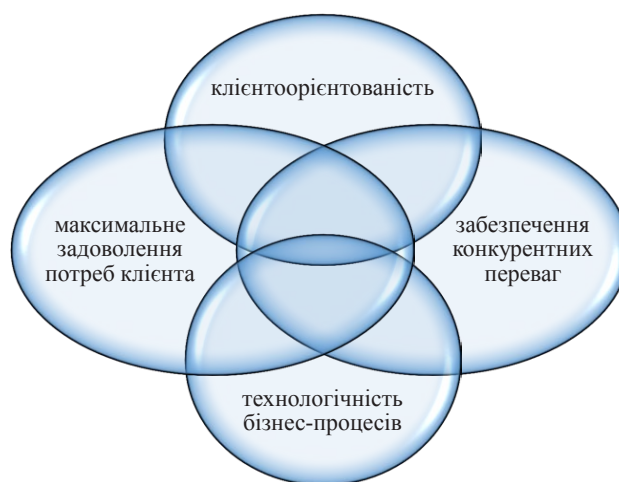 клієнтоорієнтованість
максимальне
задоволення
потреб клієнта
забезпечення
конкурентних
переваг
технологічність
бізнес-процесів